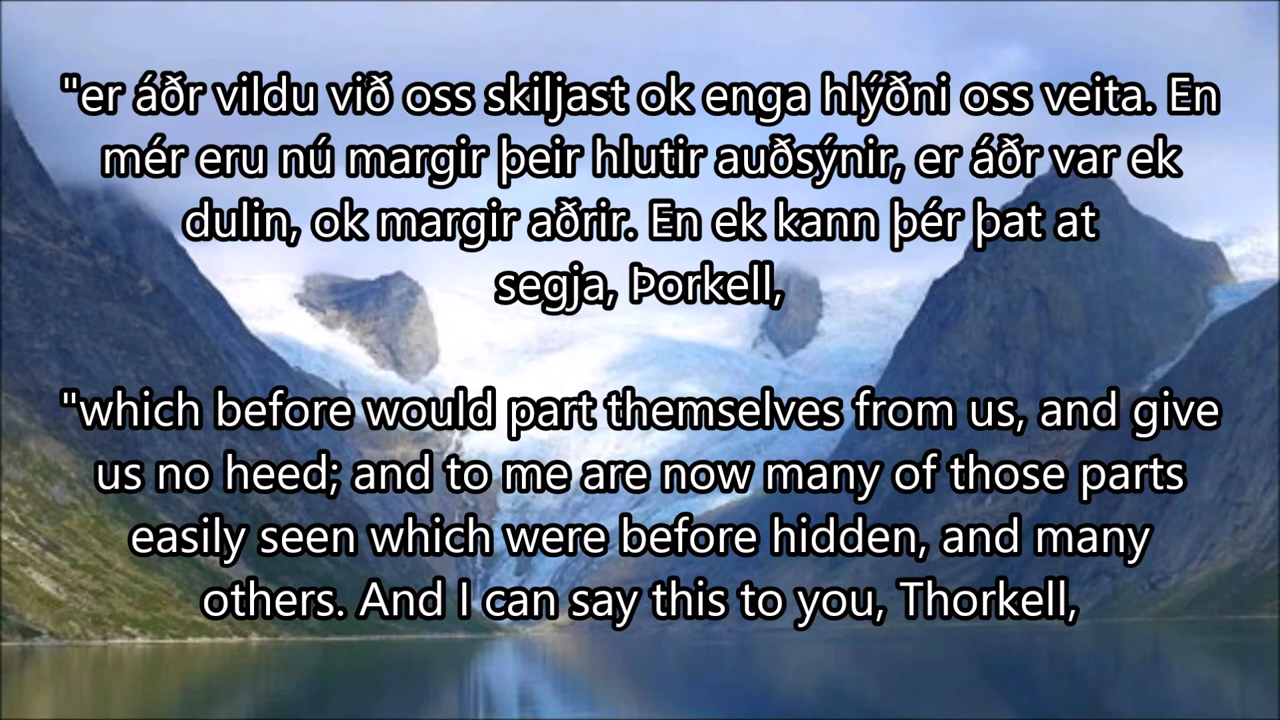 "er áðr vildu við oss skiljast ok enga hlýðni oss veita. En
mér eru nú margir þeir hlutir auðsýnir, er áðr var ek
dulin, ok margir aðrir. En ek kann þér þat at
segja, Þorkell,
"which before would part themselves from us, and give
us no heed; and to me are now many of those parts
easily seen which were before hidden, and many
others. And I can say this to you, Thorkell,